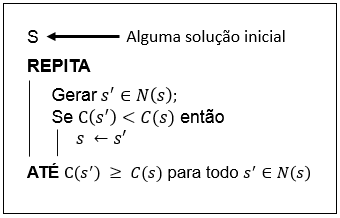 S ← Alguma solução inicial
REPITA
Gerar s′ ∈ N(s);
Se C(s′) < C(s) então
s ← s′
ATÉ C(s′) ≥ C(s) para todo s′ ∈ N(s)